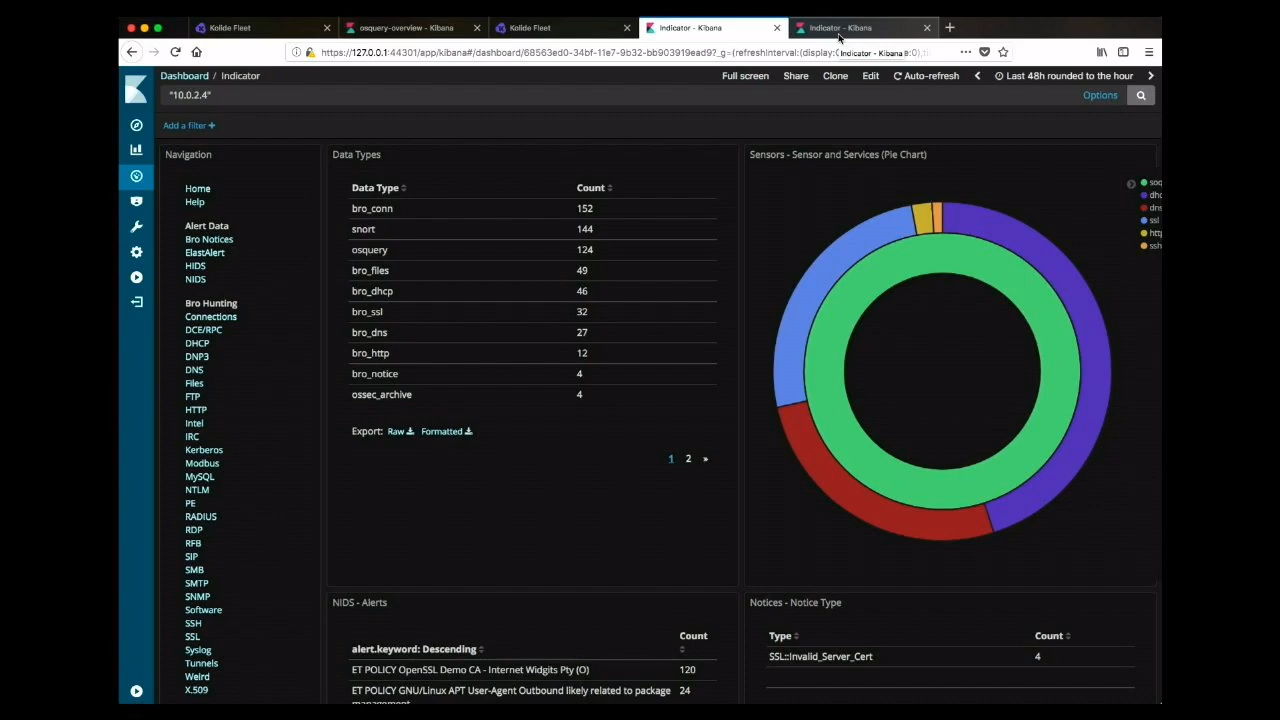 Kolide Fleet
osquery-overview - Kibana
Kolide Fleet
Indicator - Kibana
Indicator - Kibana
https://127.0.0.1:44301/app/kibana#/dashboard/68563ed0-34bf-11e7-9b32-bb903919ead9?_g=(refreshInterval:(display:
Indicator - Kibana
Dashboard / Indicator
Full screen Share Clone Edit Auto-refresh Last 48h rounded to the hour
"10.0.2.4"
Options
Add a filter +
Navigation
Home
Help
Alert Data
Bro Notices
ElastAlert
HIDS
NIDS
Bro Hunting
Connections
DCE/RPC
DHCP
DNP3
DNS
Files
FTP
HTTP
Intel
IRC
Kerberos
Modbus
MySQL
NTLM
PE
RADIUS
RDP
RFB
SIP
SMB
SMTP
SNMP
Software
SSH
SSL
Syslog
Tunnels
Weird
X.509
Data Types
Data Type Count
bro_conn 152
snort 144
osquery 124
bro_files 49
bro_dhcp 46
bro_ssl 32
bro_dns 27
bro_http 12
bro_notice 4
ossec_archive 4
Export: Raw Formatted
1 2 »
Sensors - Sensor and Services (Pie Chart)
soq
dhc
dns
ssl
http
ssh
NIDS - Alerts
alert.keyword: Descending Count
ET POLICY OpenSSL Demo CA - Internet Widgits Pty (O) 120
ET POLICY GNU/Linux APT User-Agent Outbound likely related to package 24
management
Notices - Notice Type
Type Count
SSL::Invalid_Server_Cert 4